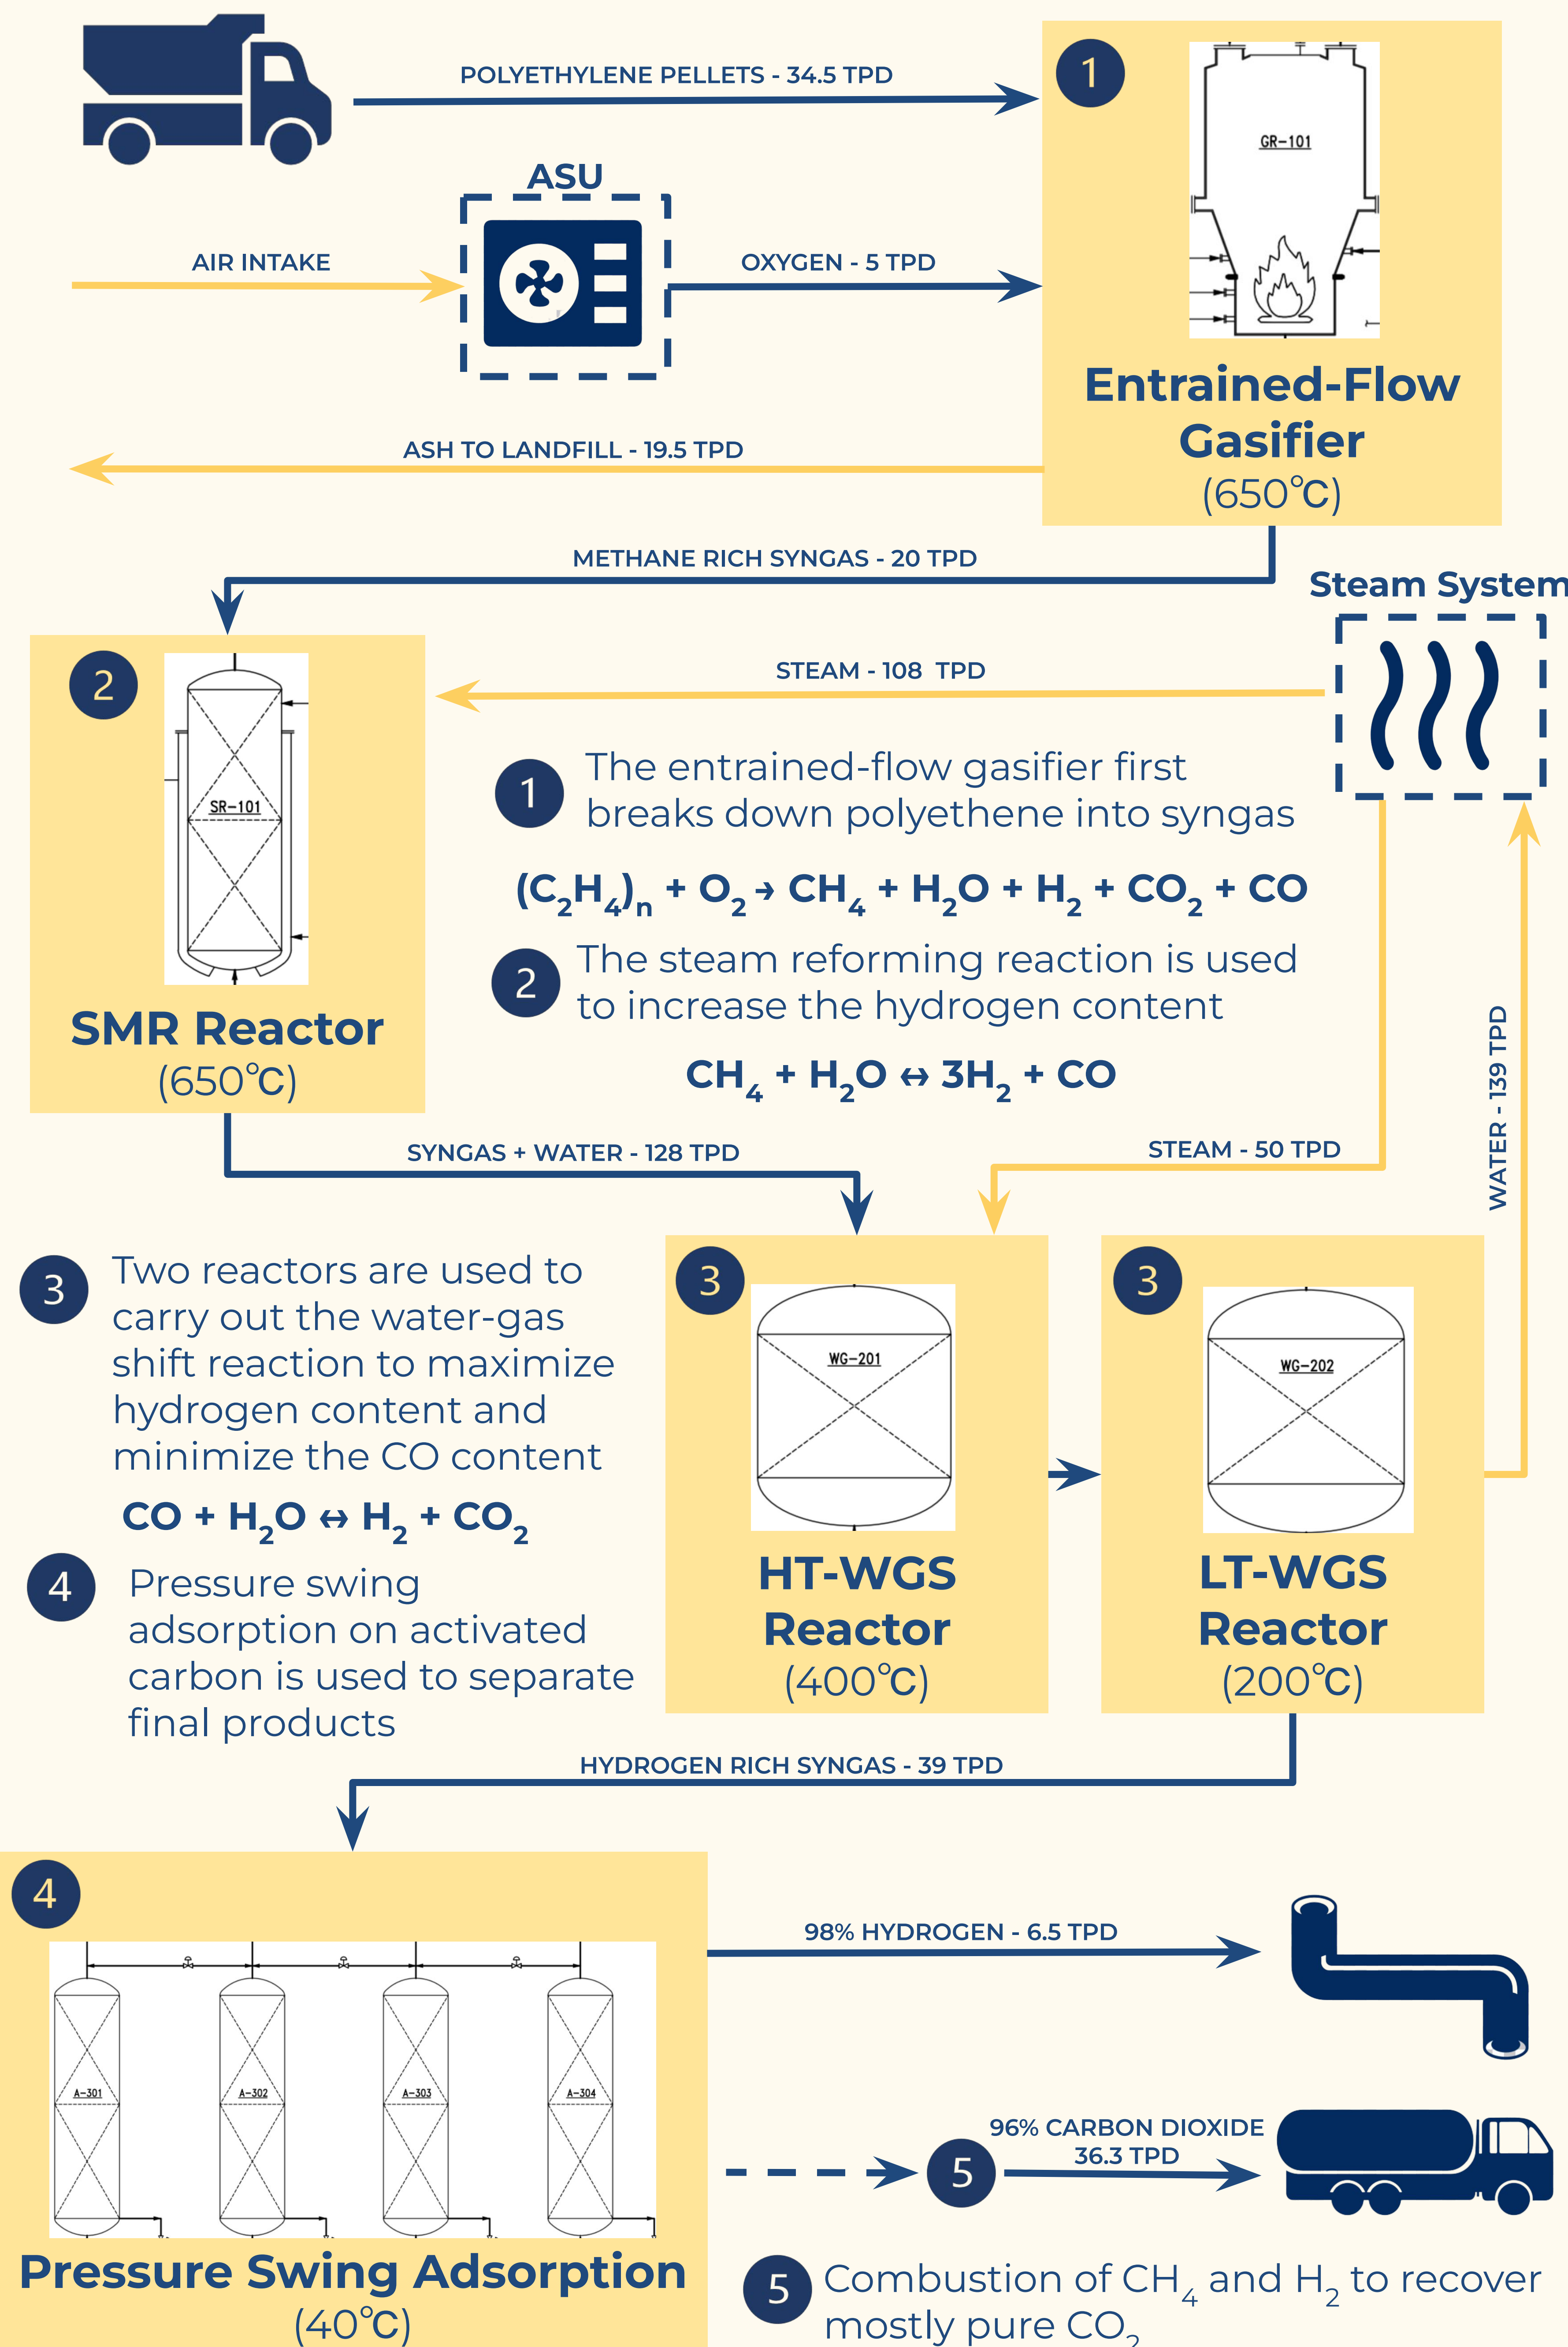 POLYETHYLENE PELLETS - 34.5 TPD
1
GR-101
ASU
AIR INTAKE
OXYGEN - 5 TPD
Entrained-Flow
Gasifier
(650℃)
ASH TO LANDFILL - 19.5 TPD
METHANE RICH SYNGAS - 20 TPD
Steam System
2
SR-101
SMR Reactor
(650℃)
STEAM - 108 TPD
1
The entrained-flow gasifier first
breaks down polyethene into syngas
(C₂H₄)ₙ + O₂ → CH₄ + H₂O + H₂ + CO₂ + CO
2
The steam reforming reaction is used
to increase the hydrogen content
CH₄ + H₂O ↔ 3H₂ + CO
WATER - 139 TPD
SYNGAS + WATER - 128 TPD
STEAM - 50 TPD
3
Two reactors are used to
carry out the water-gas
shift reaction to maximize
hydrogen content and
minimize the CO content
CO + H₂O ↔ H₂ + CO₂
4
Pressure swing
adsorption on activated
carbon is used to separate
final products
3
WG-201
HT-WGS
Reactor
(400℃)
3
WG-202
LT-WGS
Reactor
(200℃)
HYDROGEN RICH SYNGAS - 39 TPD
4
A-301
A-302
A-303
A-304
Pressure Swing Adsorption
(40℃)
98% HYDROGEN - 6.5 TPD
96% CARBON DIOXIDE
36.3 TPD
5
5
Combustion of CH₄ and H₂ to recover
mostly pure CO₂